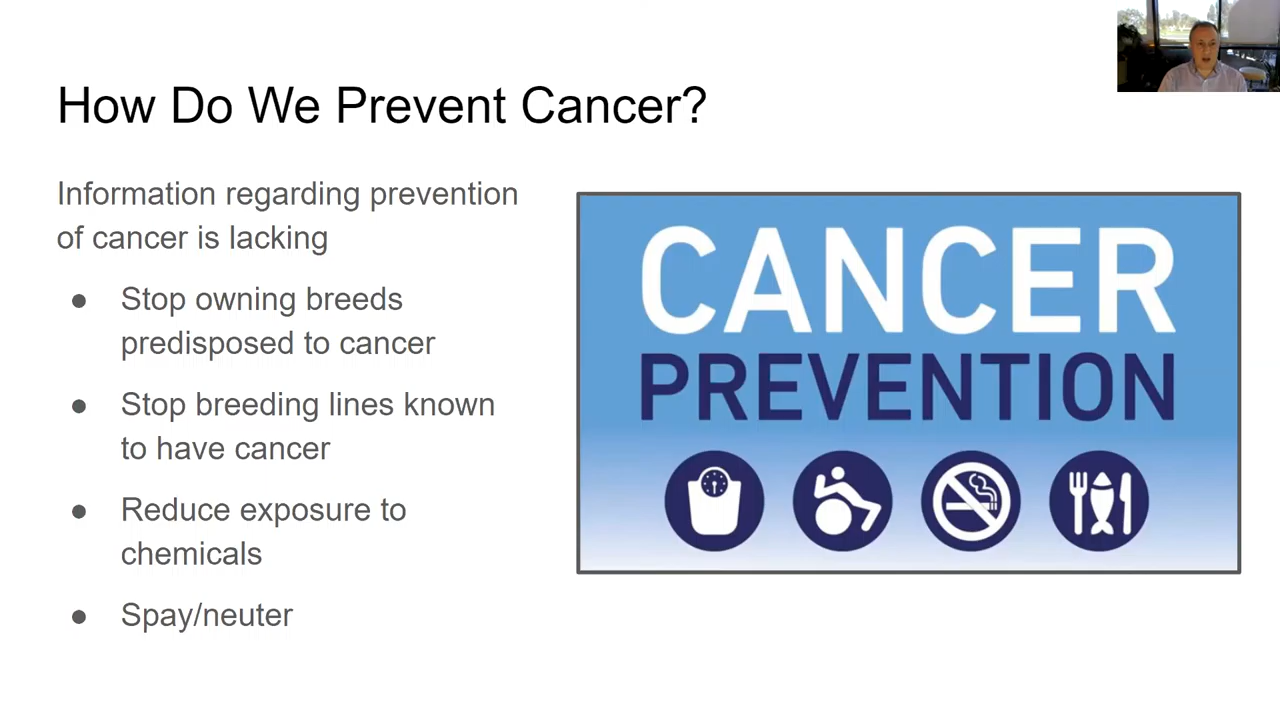 How Do We Prevent Cancer?
Information regarding prevention
of cancer is lacking
● Stop owning breeds
predisposed to cancer
● Stop breeding lines known
to have cancer
● Reduce exposure to
chemicals
● Spay/neuter
CANCER
PREVENTION